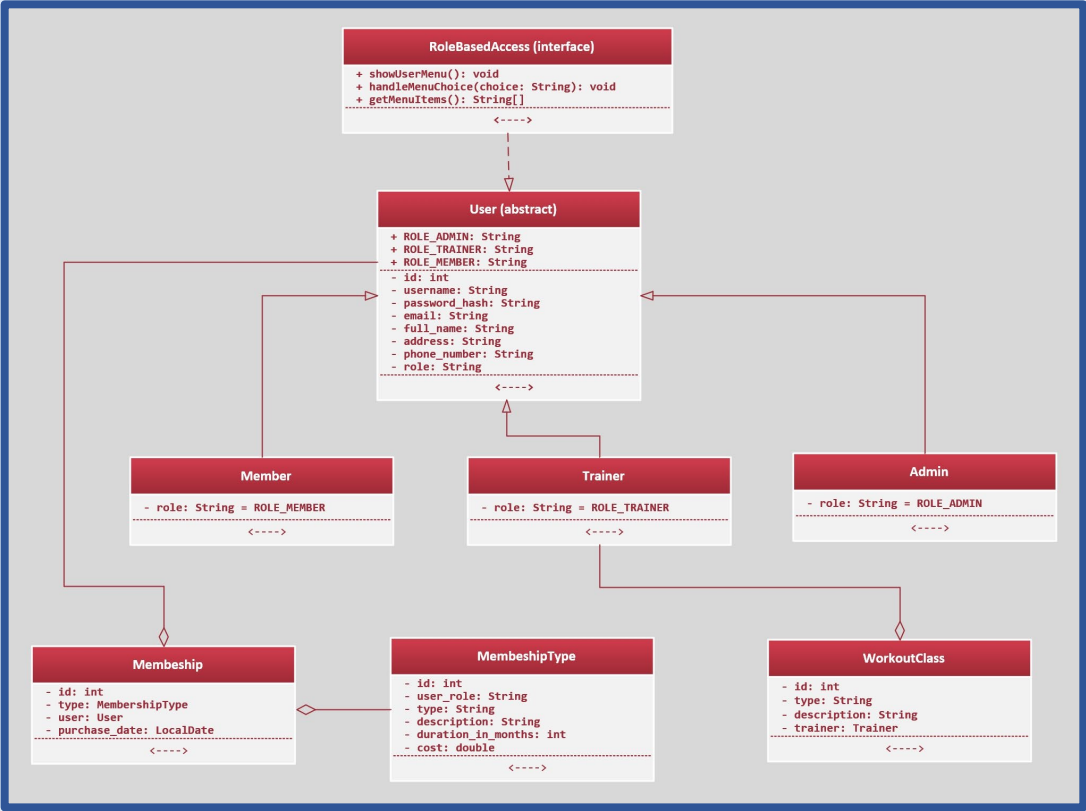 RoleBasedAccess (interface)
+ showUserMenu(): void
+ handleMenuChoice(choice: String): void
+ getMenuItems(): String[]
<---->
User (abstract)
+ ROLE_ADMIN: String
+ ROLE_TRAINER: String
+ ROLE_MEMBER: String
- id: int
- username: String
- password_hash: String
- email: String
- full_name: String
- address: String
- phone_number: String
- role: String
<---->
Member
- role: String = ROLE_MEMBER
<---->
Trainer
- role: String = ROLE_TRAINER
<---->
Admin
- role: String = ROLE_ADMIN
<---->
Membeship
- id: int
- type: MembershipType
- user: User
- purchase_date: LocalDate
<---->
MembeshipType
- id: int
- user_role: String
- type: String
- description: String
- duration_in_months: int
- cost: double
<---->
WorkoutClass
- id: int
- type: String
- description: String
- trainer: Trainer
<---->